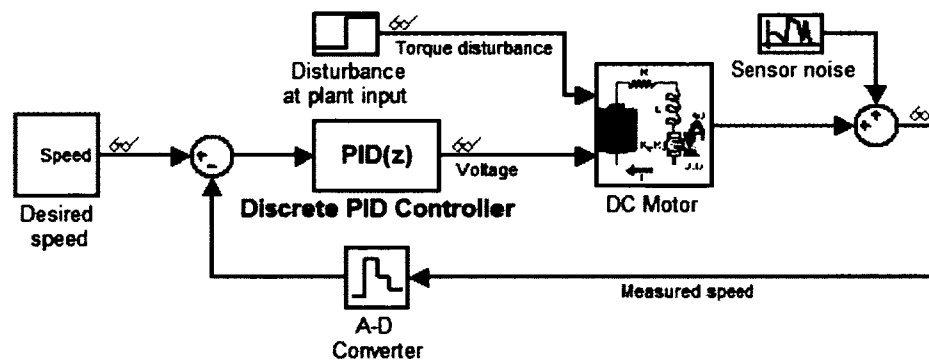 Torque disturbance
Disturbance
at plant input
Sensor noise
Speed
PID(z)
Voltage
Desired
speed
Discrete PID Controller
DC Motor
Measured speed
A-D
Converter